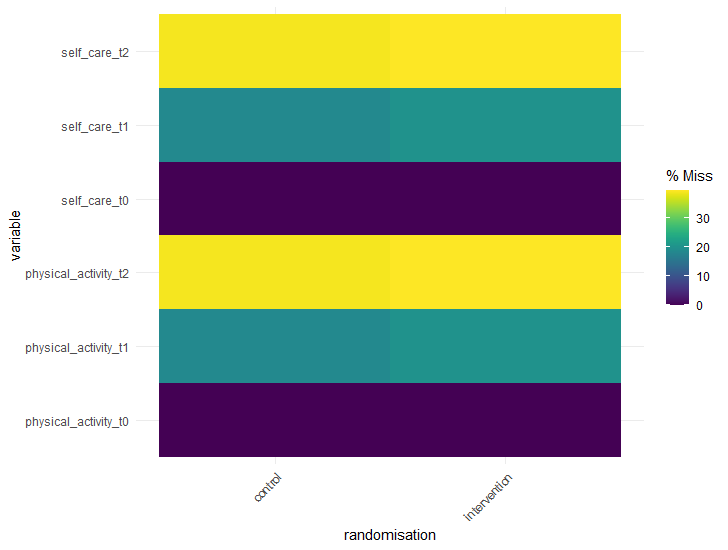 self_care_t2
self_care_t1
self_care_t0
physical_activity_t2
physical_activity_t1
physical_activity_t0
variable
control
intervention
randomisation
% Miss
30
20
10
0